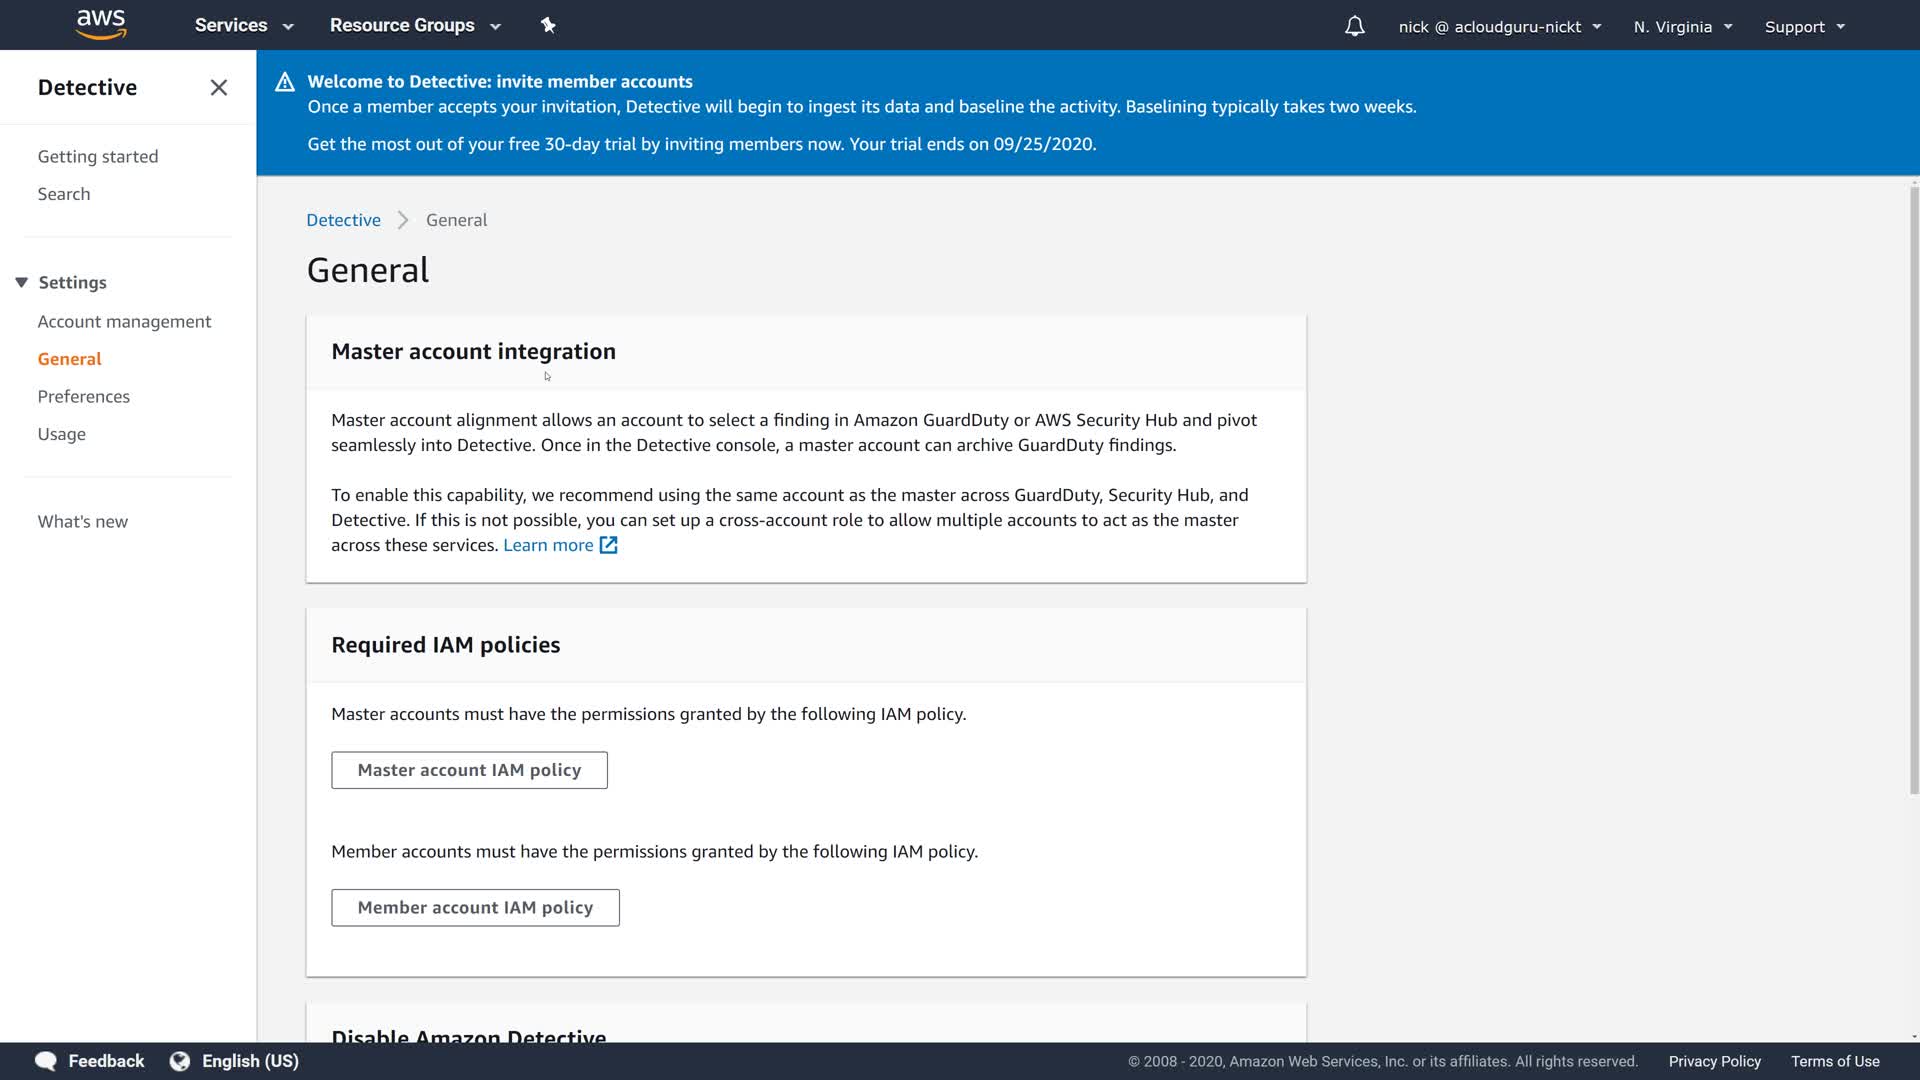 aws
Services
Resource Groups
nick @ acloudguru-nickt
N. Virginia
Support
Detective
Getting started
Search
Settings
Account management
General
Preferences
Usage
What's new
Welcome to Detective: invite member accounts
Once a member accepts your invitation, Detective will begin to ingest its data and baseline the activity. Baselining typically takes two weeks.
Get the most out of your free 30-day trial by inviting members now. Your trial ends on 09/25/2020.
Detective
General
General
Master account integration
Master account alignment allows an account to select a finding in Amazon GuardDuty or AWS Security Hub and pivot
seamlessly into Detective. Once in the Detective console, a master account can archive GuardDuty findings.
To enable this capability, we recommend using the same account as the master across GuardDuty, Security Hub, and
Detective. If this is not possible, you can set up a cross-account role to allow multiple accounts to act as the master
across these services. Learn more
Required IAM policies
Master accounts must have the permissions granted by the following IAM policy.
Master account IAM policy
Member accounts must have the permissions granted by the following IAM policy.
Member account IAM policy
Disable Amazon Detective
Feedback
English (US)
© 2008 - 2020, Amazon Web Services, Inc. or its affiliates. All rights reserved.
Privacy Policy
Terms of Use